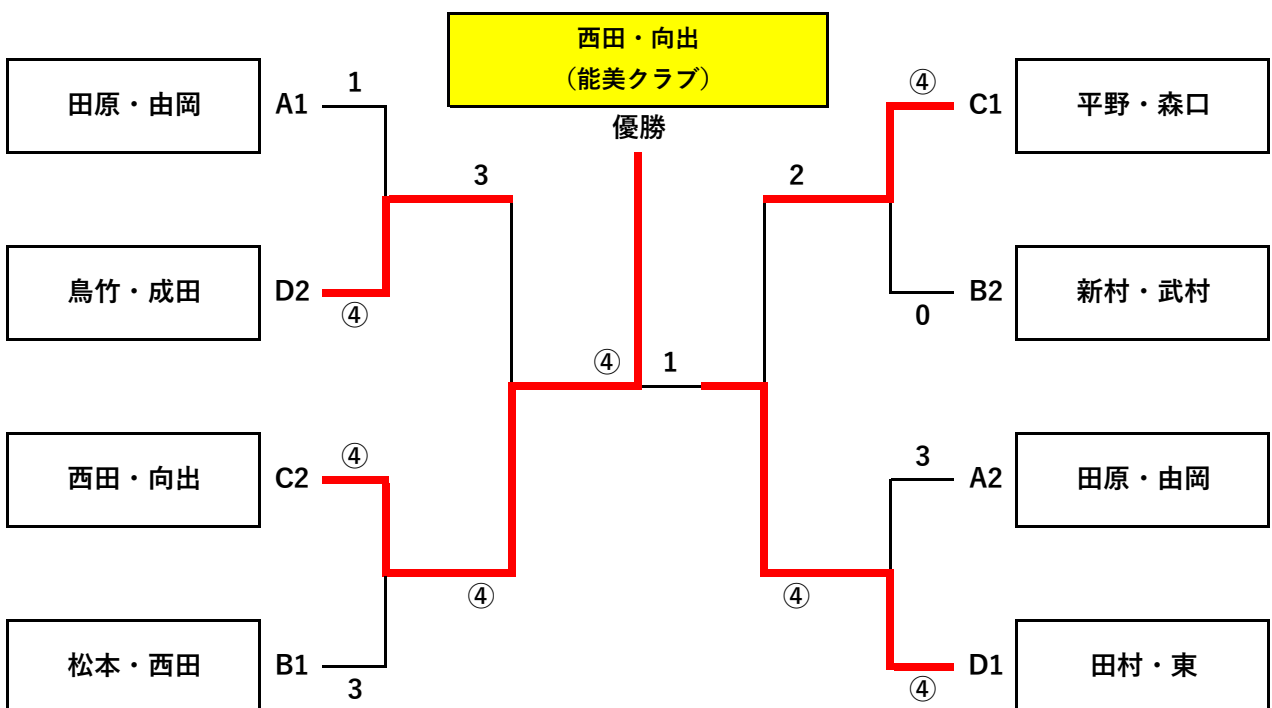 西田・向出
（能美クラブ）
優勝
田原・由岡 A1 1
3
鳥竹・成田 D2 ④
④ 1
西田・向出 C2 ④
④
松本・西田 B1 3
④ C1 平野・森口
2
0 B2 新村・武村
3 A2 田原・由岡
④
④ D1 田村・東